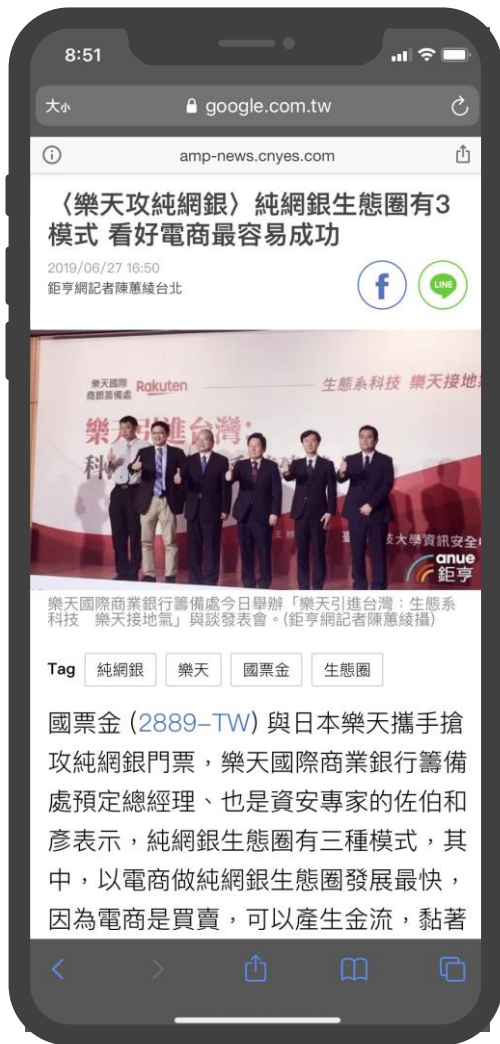 8:51
大小 google.com.tw
amp-news.cnyes.com
〈樂天攻純網銀〉純網銀生態圈有3
模式 看好電商最容易成功
2019/06/27 16:50
鉅亨網記者陳蕙綾台北
f
LINE
樂天國際
商銀籌備處
Rakuten
生態系科技 樂天接地
樂天引進台灣：
科
主辦
技大學資訊安全中
anue
鉅亨
樂天國際商業銀行籌備處今日舉辦「樂天引進台灣：生態系
科技　樂天接地氣」與談發表會。(鉅亨網記者陳蕙綾攝)
Tag 純網銀 樂天 國票金 生態圈
國票金 (2889-TW) 與日本樂天攜手搶
攻純網銀門票，樂天國際商業銀行籌備
處預定總經理、也是資安專家的佐伯和
彥表示，純網銀生態圈有三種模式，其
中，以電商做純網銀生態圈發展最快，
因為電商是買賣，可以產生金流，黏著